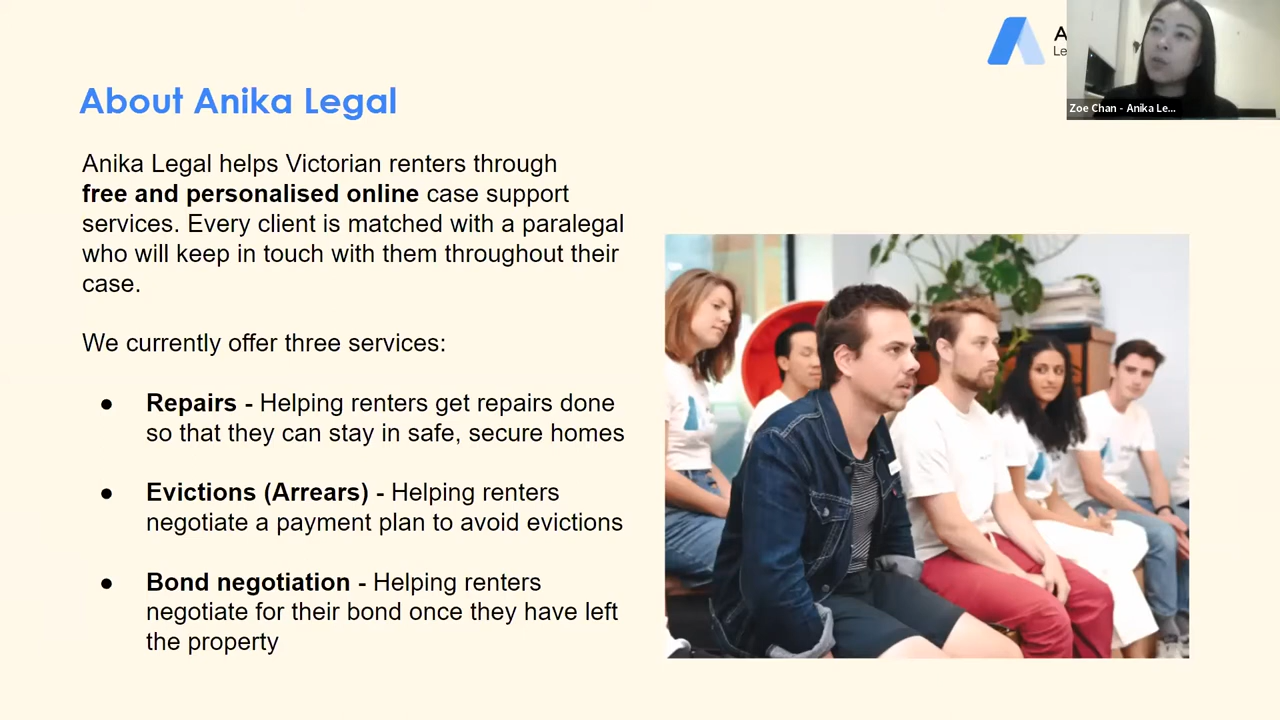 About Anika Legal
Anika Legal helps Victorian renters through
free and personalised online case support
services. Every client is matched with a paralegal
who will keep in touch with them throughout their
case.
We currently offer three services:
● Repairs - Helping renters get repairs done
so that they can stay in safe, secure homes
● Evictions (Arrears) - Helping renters
negotiate a payment plan to avoid evictions
● Bond negotiation - Helping renters
negotiate for their bond once they have left
the property
Zoe Chan - Anika Le...